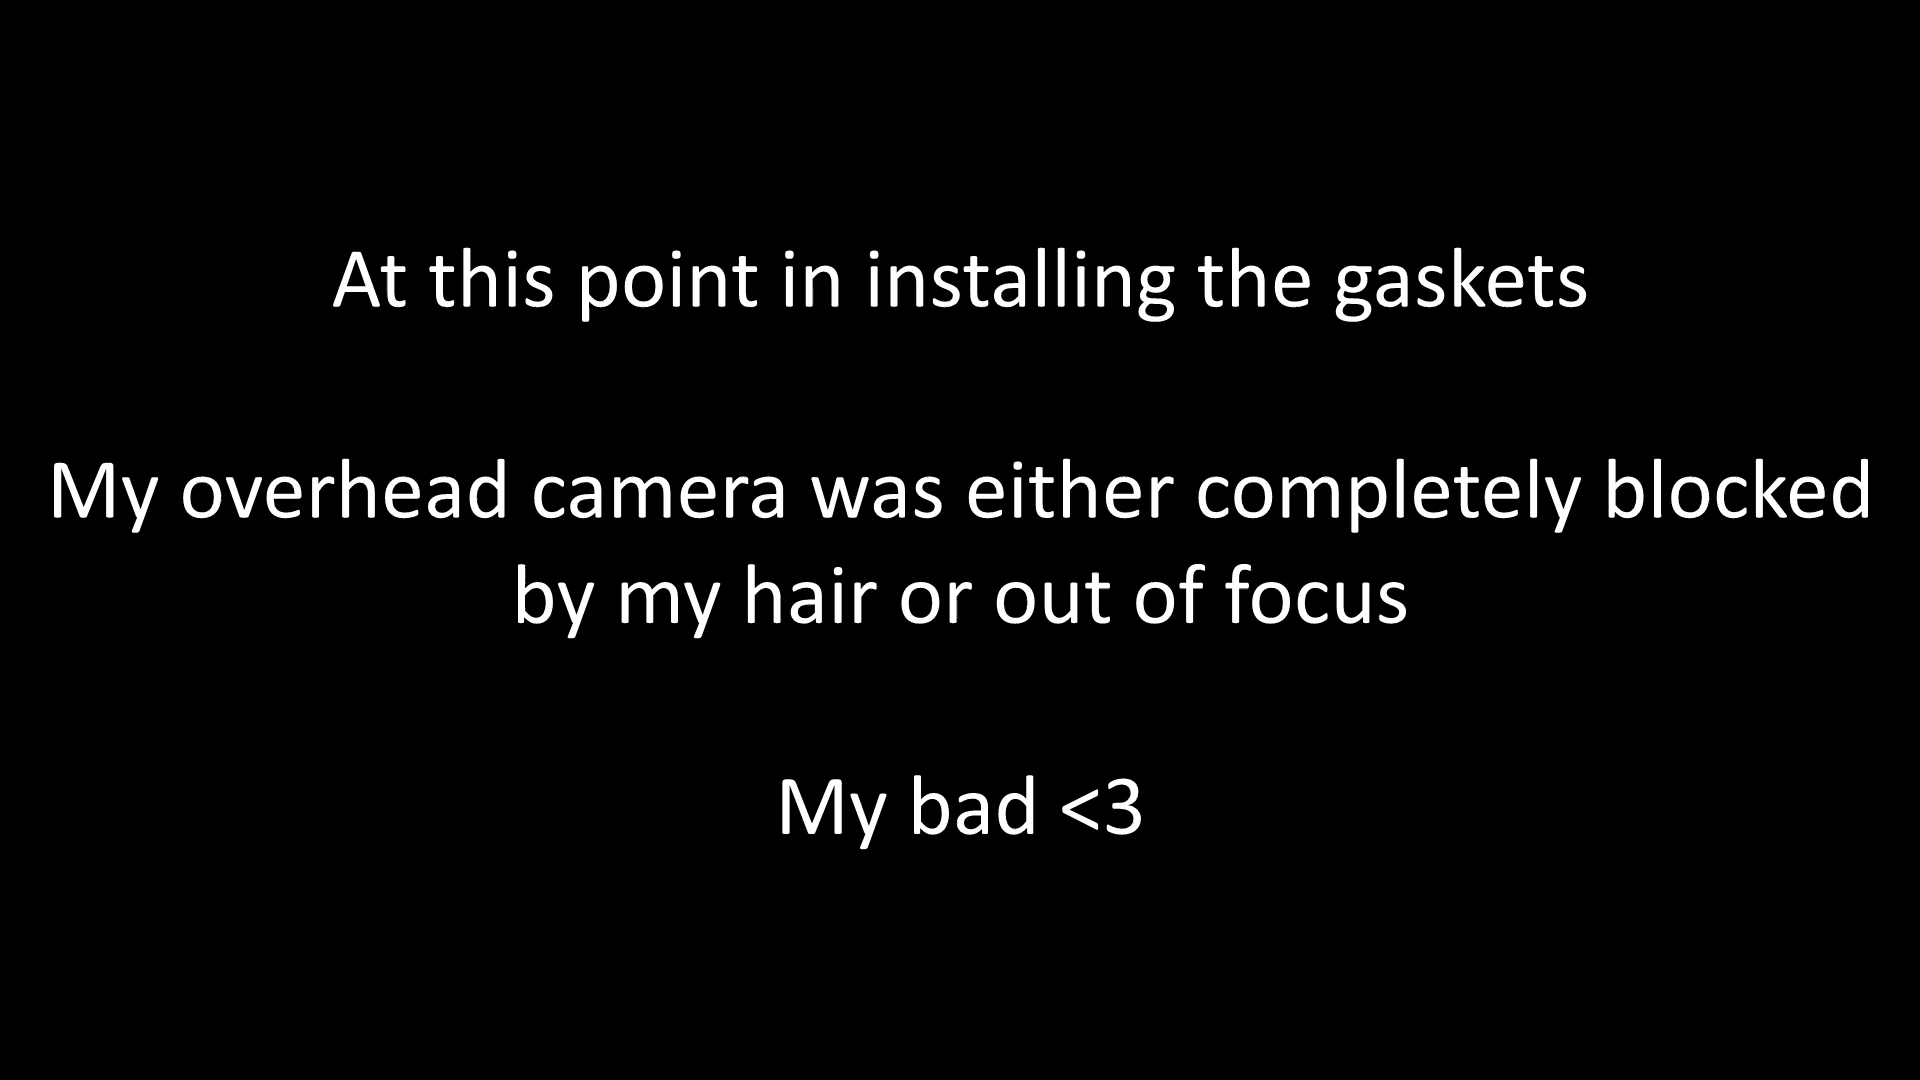 At this point in installing the gaskets
My overhead camera was either completely blocked
by my hair or out of focus
My bad <3